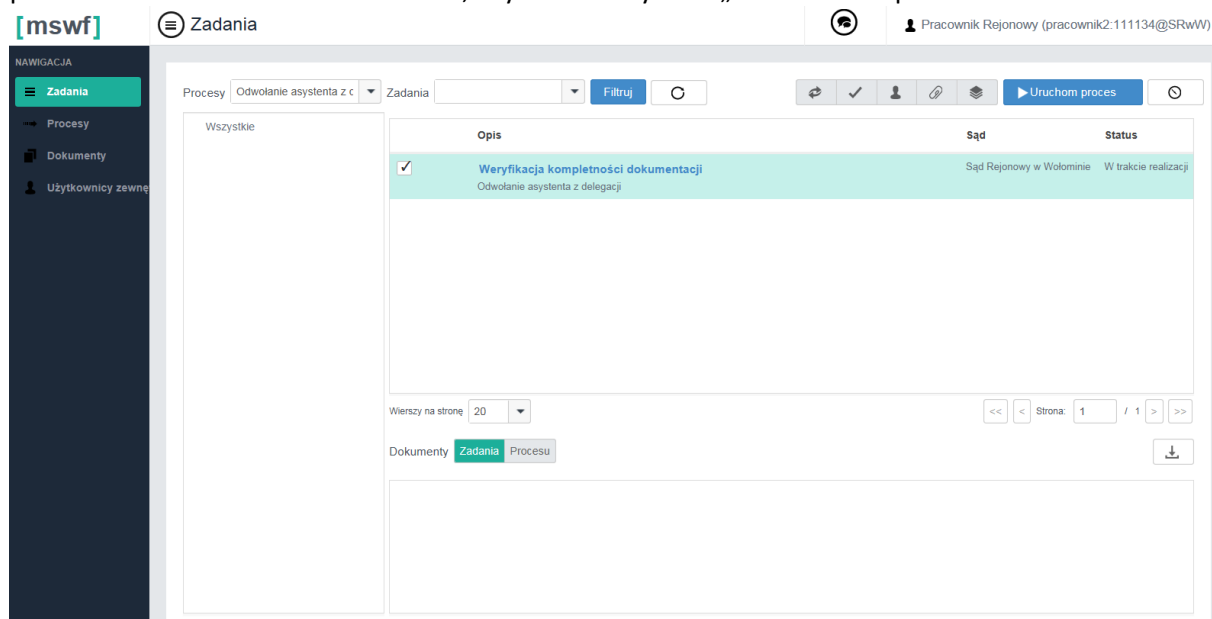 [mswf]
Zadania
Pracownik Rejonowy (pracownik2:111134@SRwW)
NAWIGACJA
Zadania
Procesy
Dokumenty
Użytkownicy zewnę
Procesy Odwołanie asystenta z c Zadania Filtruj Uruchom proces
Wszystkie
Opis Sąd Status
Weryfikacja kompletności dokumentacji Sąd Rejonowy w Wołominie W trakcie realizacji
Odwołanie asystenta z delegacji
Wierszy na stronę 20 << < Strona: 1 / 1 > >>
Dokumenty Zadania Procesu